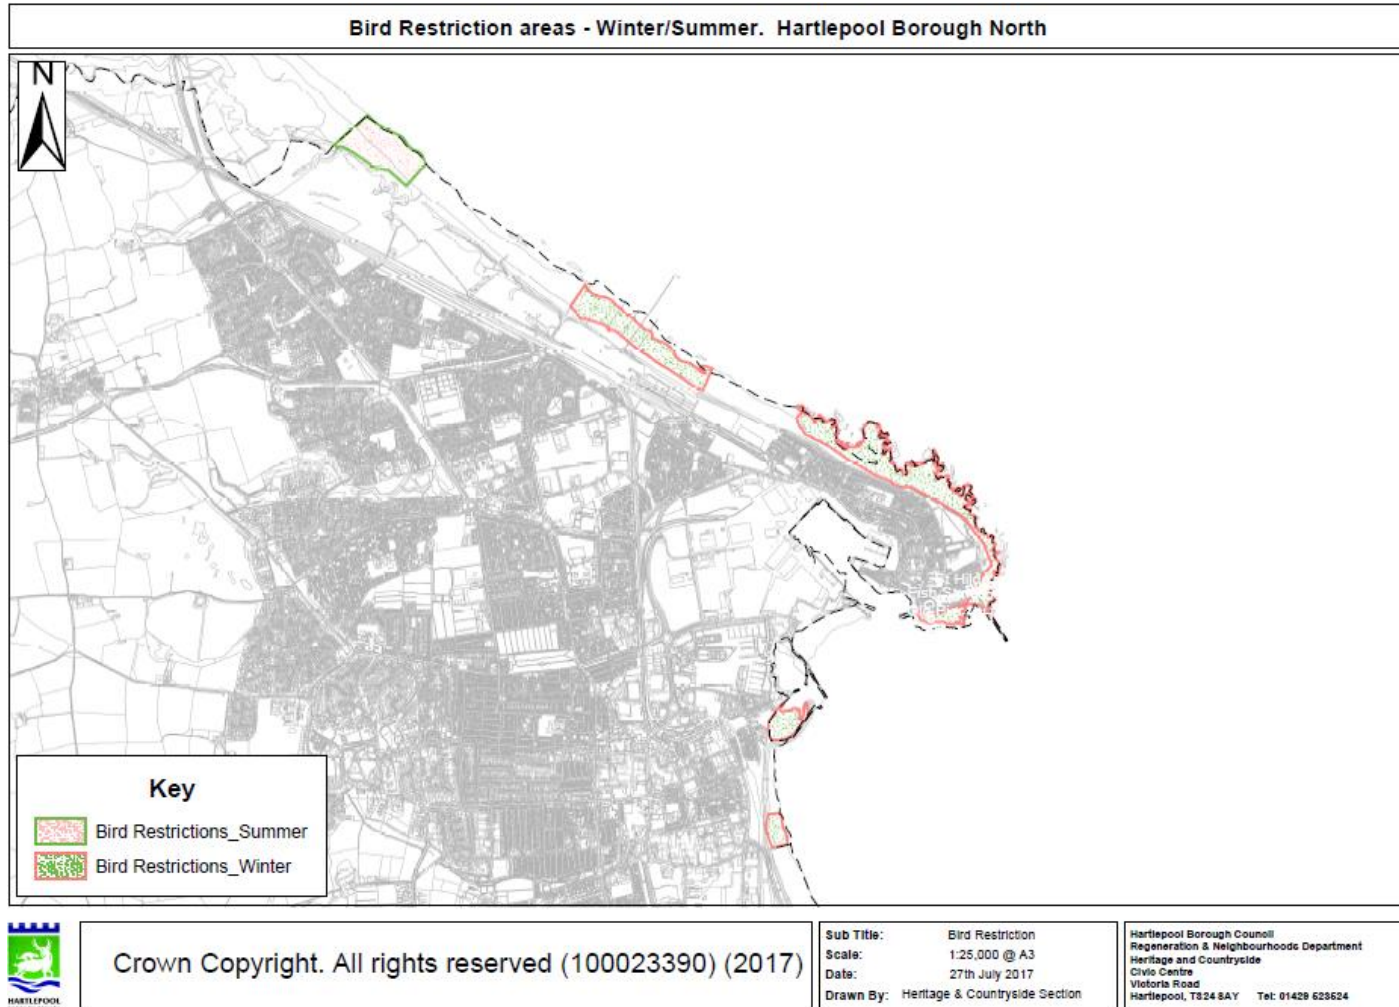 Bird Restriction areas - Winter/Summer. Hartlepool Borough North
N
Key
Bird Restrictions_Summer
Bird Restrictions_Winter
HARTLEPOOL
Crown Copyright. All rights reserved (100023390) (2017)
Sub Title: Bird Restriction
Scale: 1:25,000 @ A3
Date: 27th July 2017
Drawn By: Heritage & Countryside Section
Hartlepool Borough Council
Regeneration & Neighbourhoods Department
Heritage and Countryside
Civic Centre
Victoria Road
Hartlepool, TS24 8AY Tel: 01429 523524